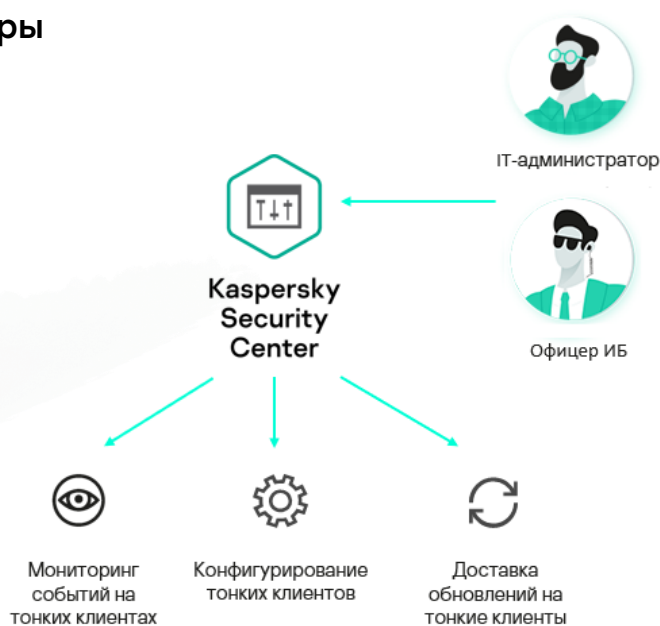 ры
IT-администратор
Kaspersky
Security
Center
Офицер ИБ
Мониторинг
событий на
тонких клиентах
Конфигурирование
тонких клиентов
Доставка
обновлений на
тонкие клиенты